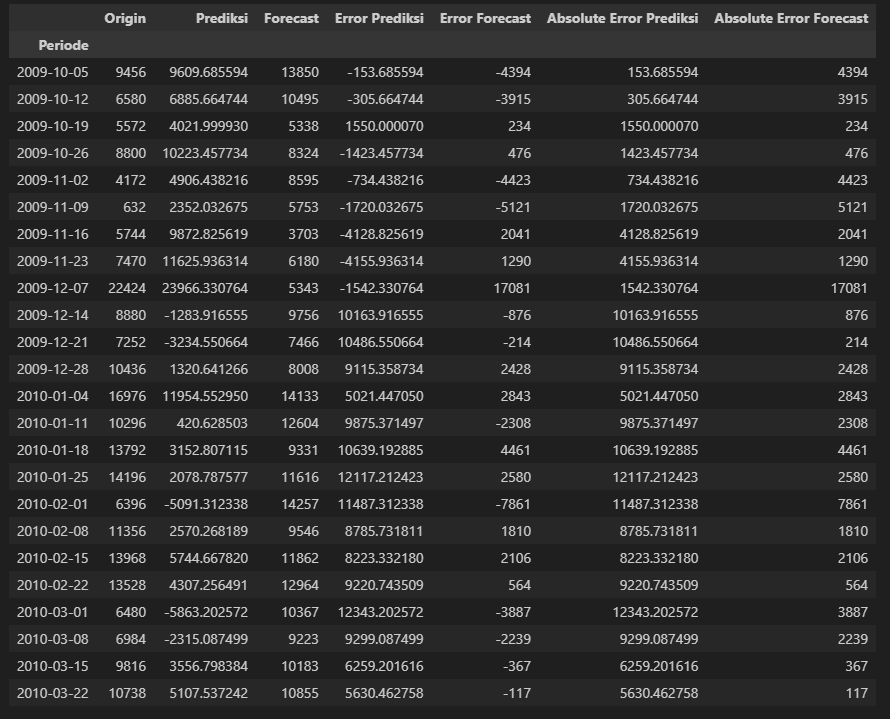 Origin Prediksi Forecast Error Prediksi Error Forecast Absolute Error Prediksi Absolute Error Forecast
Periode
2009-10-05 9456 9609.685594 13850 -153.685594 -4394 153.685594 4394
2009-10-12 6580 6885.664744 10495 -305.664744 -3915 305.664744 3915
2009-10-19 5572 4021.999930 5338 1550.000070 234 1550.000070 234
2009-10-26 8800 10223.457734 8324 -1423.457734 476 1423.457734 476
2009-11-02 4172 4906.438216 8595 -734.438216 -4423 734.438216 4423
2009-11-09 632 2352.032675 5753 -1720.032675 -5121 1720.032675 5121
2009-11-16 5744 9872.825619 3703 -4128.825619 2041 4128.825619 2041
2009-11-23 7470 11625.936314 6180 -4155.936314 1290 4155.936314 1290
2009-12-07 22424 23966.330764 5343 -1542.330764 17081 1542.330764 17081
2009-12-14 8880 -1283.916555 9756 10163.916555 -876 10163.916555 876
2009-12-21 7252 -3234.550664 7466 10486.550664 -214 10486.550664 214
2009-12-28 10436 1320.641266 8008 9115.358734 2428 9115.358734 2428
2010-01-04 16976 11954.552950 14133 5021.447050 2843 5021.447050 2843
2010-01-11 10296 420.628503 12604 9875.371497 -2308 9875.371497 2308
2010-01-18 13792 3152.807115 9331 10639.192885 4461 10639.192885 4461
2010-01-25 14196 2078.787577 11616 12117.212423 2580 12117.212423 2580
2010-02-01 6396 -5091.312338 14257 11487.312338 -7861 11487.312338 7861
2010-02-08 11356 2570.268189 9546 8785.731811 1810 8785.731811 1810
2010-02-15 13968 5744.667820 11862 8223.332180 2106 8223.332180 2106
2010-02-22 13528 4307.256491 12964 9220.743509 564 9220.743509 564
2010-03-01 6480 -5863.202572 10367 12343.202572 -3887 12343.202572 3887
2010-03-08 6984 -2315.087499 9223 9299.087499 -2239 9299.087499 2239
2010-03-15 9816 3556.798384 10183 6259.201616 -367 6259.201616 367
2010-03-22 10738 5107.537242 10855 5630.462758 -117 5630.462758 117